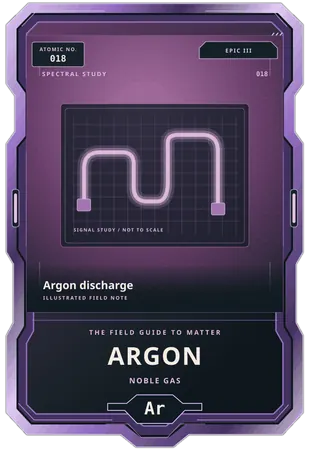 ATOMIC NO.
018
EPIC III
SPECTRAL STUDY
018
SIGNAL STUDY / NOT TO SCALE
Argon discharge
ILLUSTRATED FIELD NOTE
THE FIELD GUIDE TO MATTER
ARGON
NOBLE GAS
Ar